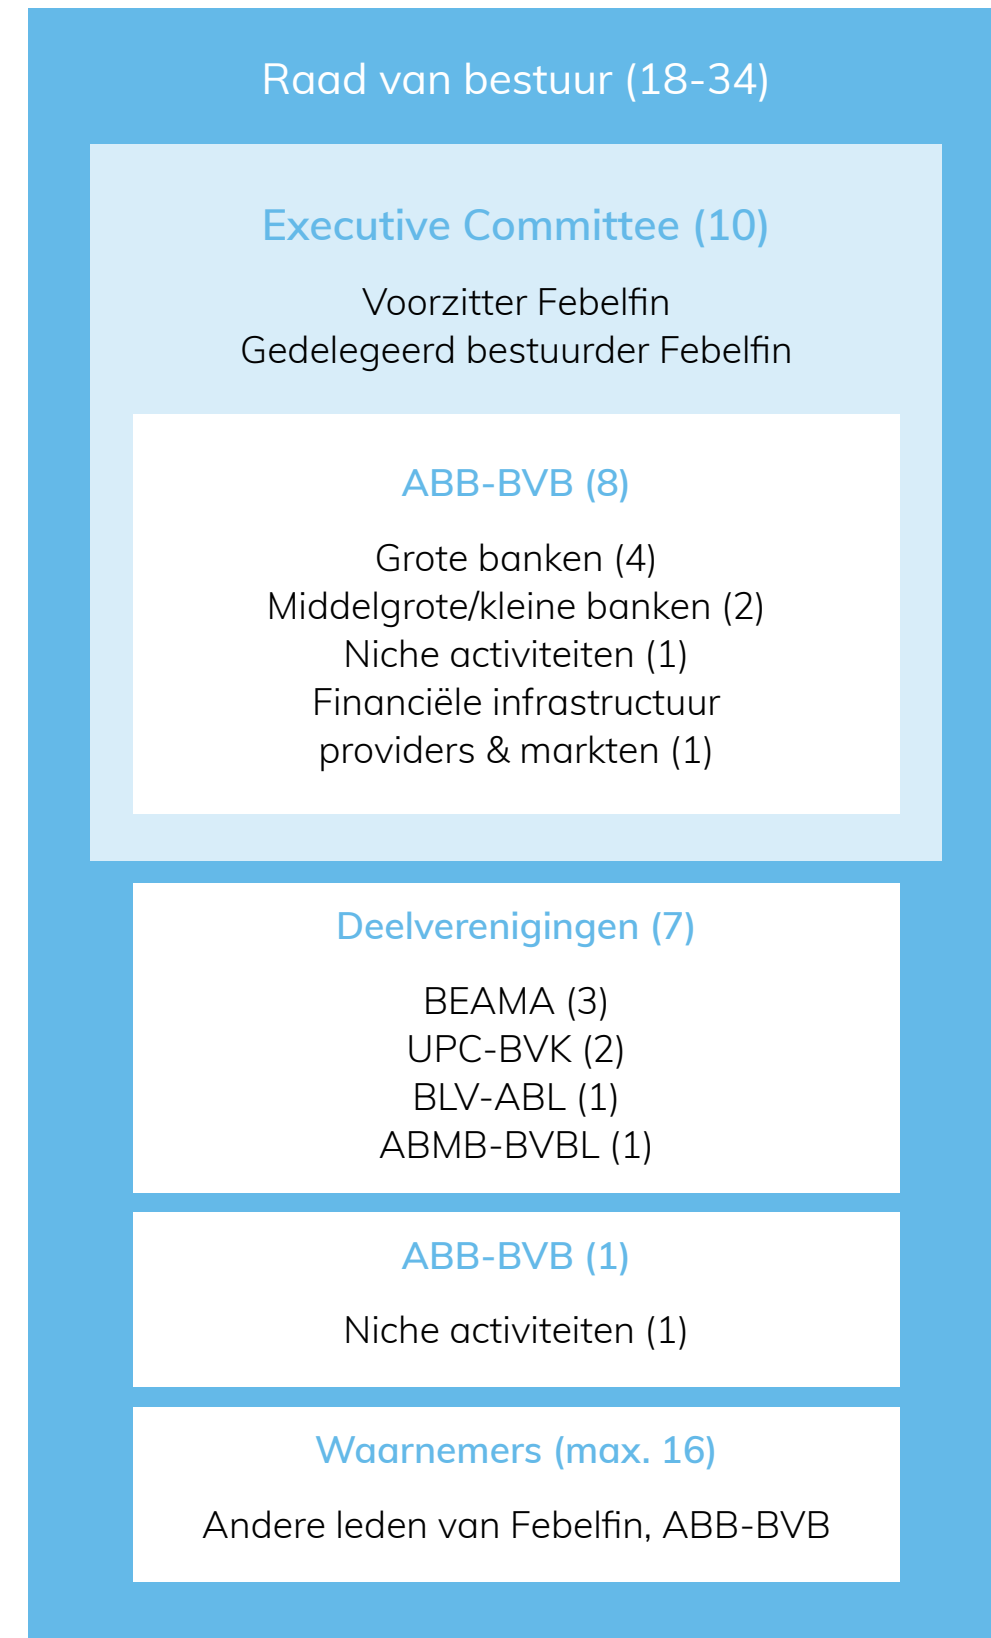 Raad van bestuur (18-34)
Executive Committee (10)
Voorzitter Febelfin
Gedelegeerd bestuurder Febelfin
ABB-BVB (8)
Grote banken (4)
Middelgrote/kleine banken (2)
Niche activiteiten (1)
Financiële infrastructuur
providers & markten (1)
Deelverenigingen (7)
BEAMA (3)
UPC-BVK (2)
BLV-ABL (1)
ABMB-BVBL (1)
ABB-BVB (1)
Niche activiteiten (1)
Waarnemers (max. 16)
Andere leden van Febelfin, ABB-BVB